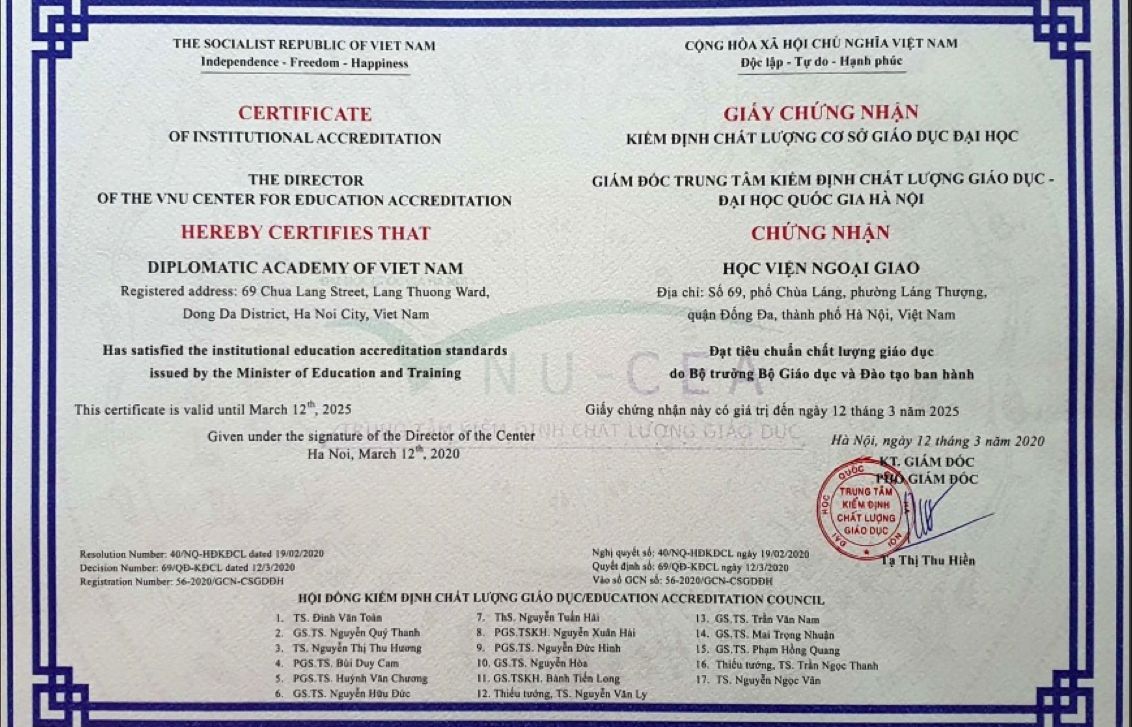 THE SOCIALIST REPUBLIC OF VIET NAM
Independence - Freedom - Happiness
CERTIFICATE
OF INSTITUTIONAL ACCREDITATION
THE DIRECTOR
OF THE VNU CENTER FOR EDUCATION ACCREDITATION
HEREBY CERTIFIES THAT
DIPLOMATIC ACADEMY OF VIET NAM
Registered address: 69 Chua Lang Street, Lang Thuong Ward,
Dong Da District, Ha Noi City, Viet Nam
Has satisfied the institutional education accreditation standards
issued by the Minister of Education and Training
This certificate is valid until March 12th, 2025
Given under the signature of the Director of the Center
Ha Noi, March 12th, 2020
Resolution Number: 40/NQ-HĐKĐCL dated 19/02/2020
Decision Number: 69/QĐ-KĐCL dated 12/3/2020
Registration Number: 56-2020/GCN-CSGDĐH
CỘNG HÒA XÃ HỘI CHỦ NGHĨA VIỆT NAM
Độc lập - Tự do - Hạnh phúc
GIẤY CHỨNG NHẬN
KIỂM ĐỊNH CHẤT LƯỢNG CƠ SỞ GIÁO DỤC ĐẠI HỌC
GIÁM ĐỐC TRUNG TÂM KIỂM ĐỊNH CHẤT LƯỢNG GIÁO DỤC -
ĐẠI HỌC QUỐC GIA HÀ NỘI
CHỨNG NHẬN
HỌC VIỆN NGOẠI GIAO
Địa chỉ: Số 69, phố Chùa Láng, phường Láng Thượng,
quận Đống Đa, thành phố Hà Nội, Việt Nam
Đạt tiêu chuẩn chất lượng giáo dục
do Bộ trưởng Bộ Giáo dục và Đào tạo ban hành
Giấy chứng nhận này có giá trị đến ngày 12 tháng 3 năm 2025
Hà Nội, ngày 12 tháng 3 năm 2020
KT. GIÁM ĐỐC
PHÓ GIÁM ĐỐC
ĐẠI HỌC QUỐC GIA HÀ NỘI
TRUNG TÂM
KIỂM ĐỊNH
CHẤT LƯỢNG
GIÁO DỤC
Tạ Thị Thu Hiền
Nghị quyết số: 40/NQ-HĐKĐCL ngày 19/02/2020
Quyết định số: 69/QĐ-KĐCL ngày 12/3/2020
Vào sổ GCN số: 56-2020/GCN-CSGDĐH
VNU-CEA
TRUNG TÂM KIỂM ĐỊNH CHẤT LƯỢNG GIÁO DỤC
HỘI ĐỒNG KIỂM ĐỊNH CHẤT LƯỢNG GIÁO DỤC/EDUCATION ACCREDITATION COUNCIL
1. TS. Đinh Văn Toàn
2. GS.TS. Nguyễn Quý Thanh
3. TS. Nguyễn Thị Thu Hương
4. PGS.TS. Bùi Duy Cam
5. PGS.TS. Huỳnh Văn Chương
6. GS.TS. Nguyễn Hữu Đức
7. ThS. Nguyễn Tuấn Hải
8. PGS.TSKH. Nguyễn Xuân Hải
9. PGS.TS. Nguyễn Đức Hinh
10. GS.TS. Nguyễn Hòa
11. GS.TSKH. Bành Tiến Long
12. Thiếu tướng, TS. Nguyễn Văn Ly
13. GS.TS. Trần Văn Nam
14. GS.TS. Mai Trọng Nhuận
15. GS.TS. Phạm Hồng Quang
16. Thiếu tướng, TS. Trần Ngọc Thanh
17. TS. Nguyễn Ngọc Vân